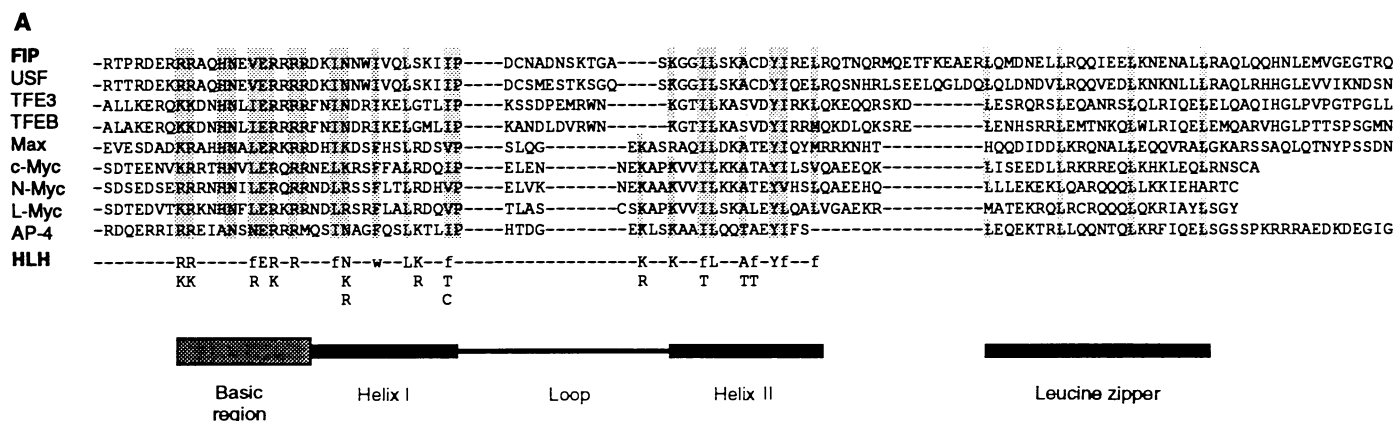 A
FIP -RTPRDERRRAQHNEVERRRRDKINNWIVQLSKIIP-----DCNADNSKTGA-----SKGGILSKACDYIRELRQTNQRMQETFKEAERLQMDNELLRQQIEELKNENALLRAQLQQHNLEMVGEGTRQ
USF -RTTRDEKRRAQHNEVERRRRDKINNWIVQLSKIIP-----DCSMESTKSGQ-----SKGGILSKACDYIQELRQSNHRLSEELQGLDQLQLDNDVLRQQVEDLKNKNLLLRAQLRHHGLEVVIKNDSN
TFE3 -ALLKERQKKDNHNLIERRRRFNINDRIKELGTLIP-----KSSDPEMRWN------KGTILKASVDYIRKLQKEQQRSKD--------LESRQRSLEQANRSLQLRIQELELQAQIHGLPVPGTPGLL
TFEB -ALAKERQKKDNHNLIERRRRFNINDRIKELGMLIP-----KANDLDVRWN------KGTILKASVDYIRRMQKDLQKSRE--------LENHSRRLEMTNKQLWLRIQELEMQARVHGLPTTSPSGMN
Max -EVESDADKRAHHNALERKRRDHIKDSFHSLRDSVP-----SLQG---------EKASRAQILDKATEYIQYMRRKNHT----------HQQDIDDLKRQNALLEQQVRALGKARSSAQLQTNYPSSDN
c-Myc -SDTEENVKRRTHNVLERQRRNELKRSFFALRDQIP-----ELEN-------NEKAPKVVILKKATAYILSVQAEEQK-----------LISEEDLLRKRREQLKHKLEQLRNSCA
N-Myc -SDSEDSERRRNHNILERQRRNDLRSSFLTLRDHVP-----ELVK-------NEKAAKVVILKKATEYVHSLQAEEHQ-----------LLLEKEKLQARQQQLLKKIEHARTC
L-Myc -SDTEDVTKRKNHNFLERKRRNDLRSRFLALRDQVP-----TLAS-------CSKAPKVVILSKALEYLQALVGAEKR-----------MATEKRQLRCRQQQLQKRIAYLSGY
AP-4 -RDQERRIRREIANSNERRRMQSINAGFQSLKTLIP-----HTDG---------EKLSKAAILQQTAEYIFS-----------------LEQEKTRLLQQNTQLKRFIQELSGSSPKRRRAEDKDEGIG
HLH --------RR-----fER-R---fN--w--LK--f------------------K--K--fL--Af-Yf--f
KK R K K R T R T TT
R C
Basic region Helix I Loop Helix II Leucine zipper